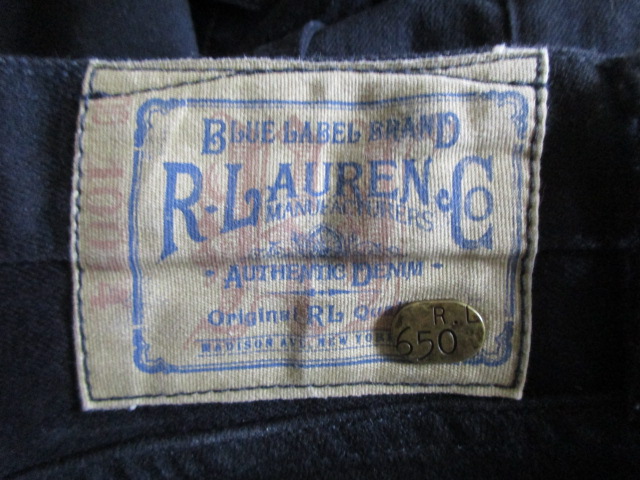 BLUE LABEL BRAND
R-LAUREN & CO
MANUFACTURERS
- AUTHENTIC DENIM -
Original RL
MADISON AVE. NEW YORK
R.L
650